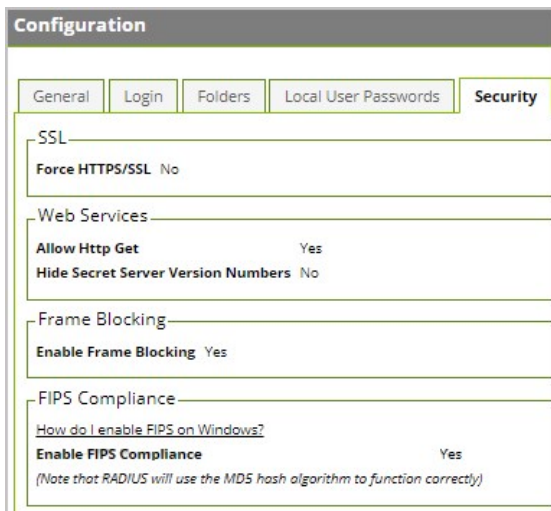 Configuration
General Login Folders Local User Passwords Security
SSL
Force HTTPS/SSL No
Web Services
Allow Http Get Yes
Hide Secret Server Version Numbers No
Frame Blocking
Enable Frame Blocking Yes
FIPS Compliance
How do I enable FIPS on Windows?
Enable FIPS Compliance Yes
(Note that RADIUS will use the MD5 hash algorithm to function correctly)